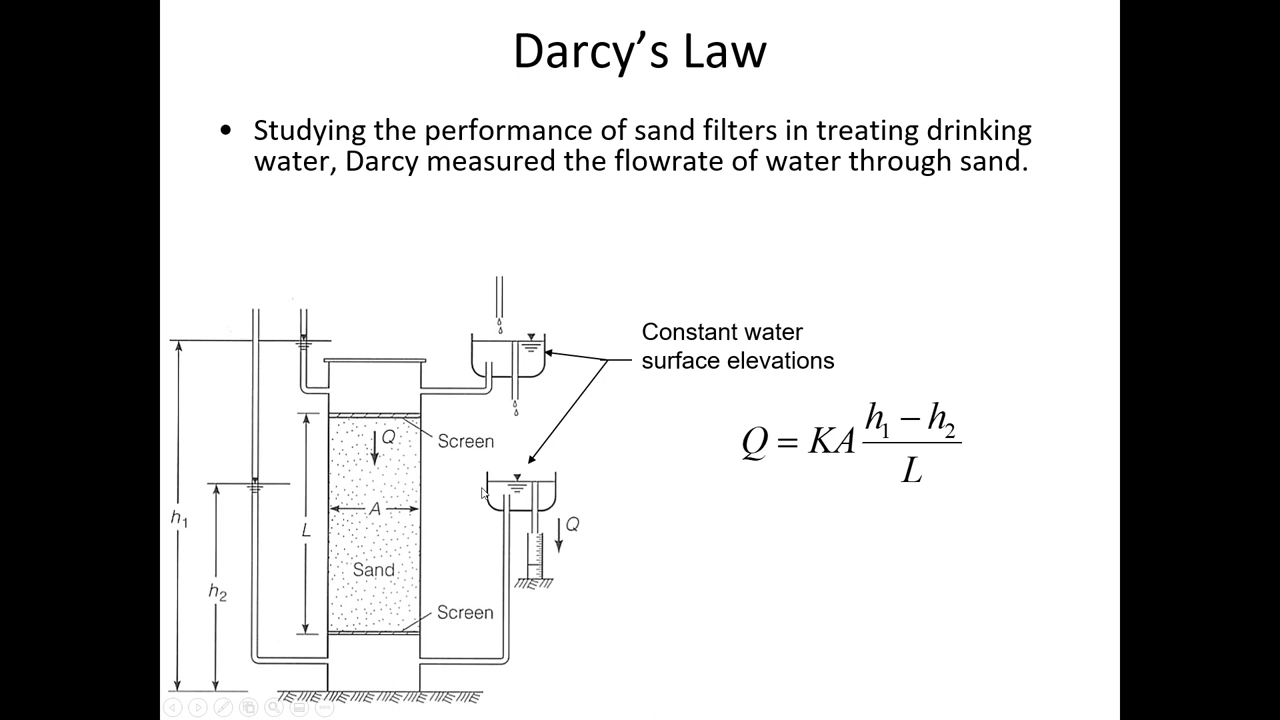 Darcy’s Law
• Studying the performance of sand filters in treating drinking
water, Darcy measured the flowrate of water through sand.
Constant water
surface elevations
Q = KA (h₁ − h₂) / L
Q
Screen
A
h₁
L
Q
Sand
h₂
Screen